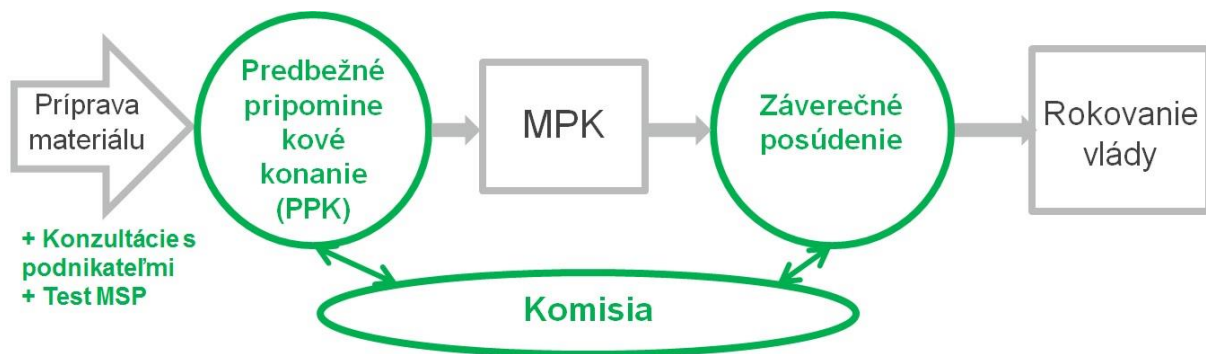 Príprava
materiálu
+ Konzultácie s
podnikateľmi
+ Test MSP
Predbežné
pripomine
kové
konanie
(PPK)
MPK
Záverečné
posúdenie
Rokovanie
vlády
Komisia